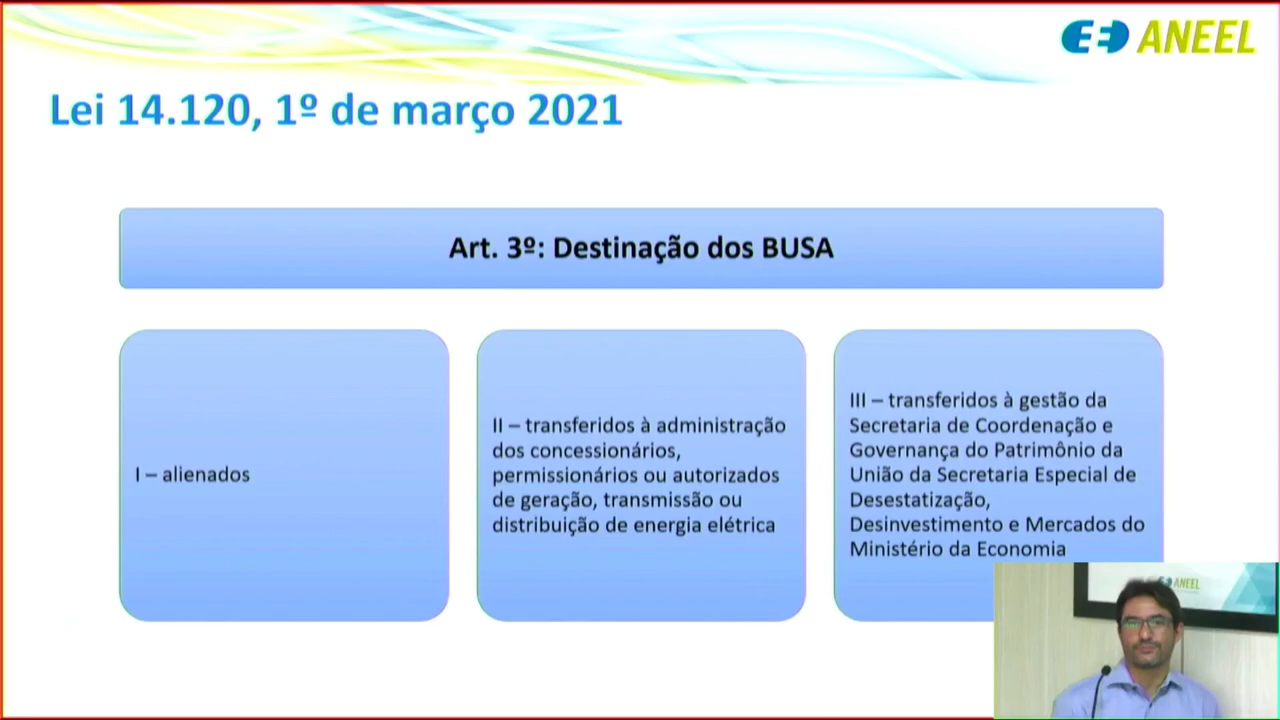 ANEEL
Lei 14.120, 1º de março 2021
Art. 3º: Destinação dos BUSA
I – alienados
II – transferidos à administração
dos concessionários,
permissionários ou autorizados
de geração, transmissão ou
distribuição de energia elétrica
III – transferidos à gestão da
Secretaria de Coordenação e
Governança do Patrimônio da
União da Secretaria Especial de
Desestatização,
Desinvestimento e Mercados do
Ministério da Economia
ANEEL